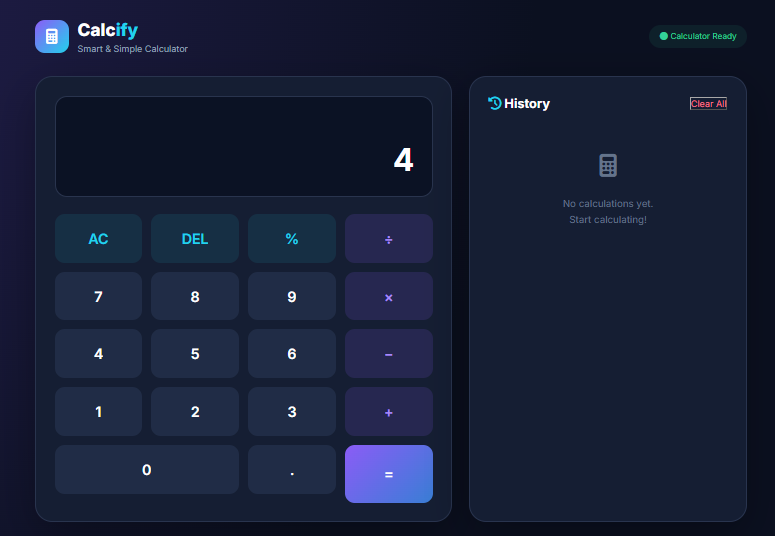 Calcify
Smart & Simple Calculator
Calculator Ready
4
AC DEL % ÷
7 8 9 ×
4 5 6 −
1 2 3 +
0 . =
History
Clear All
No calculations yet.
Start calculating!